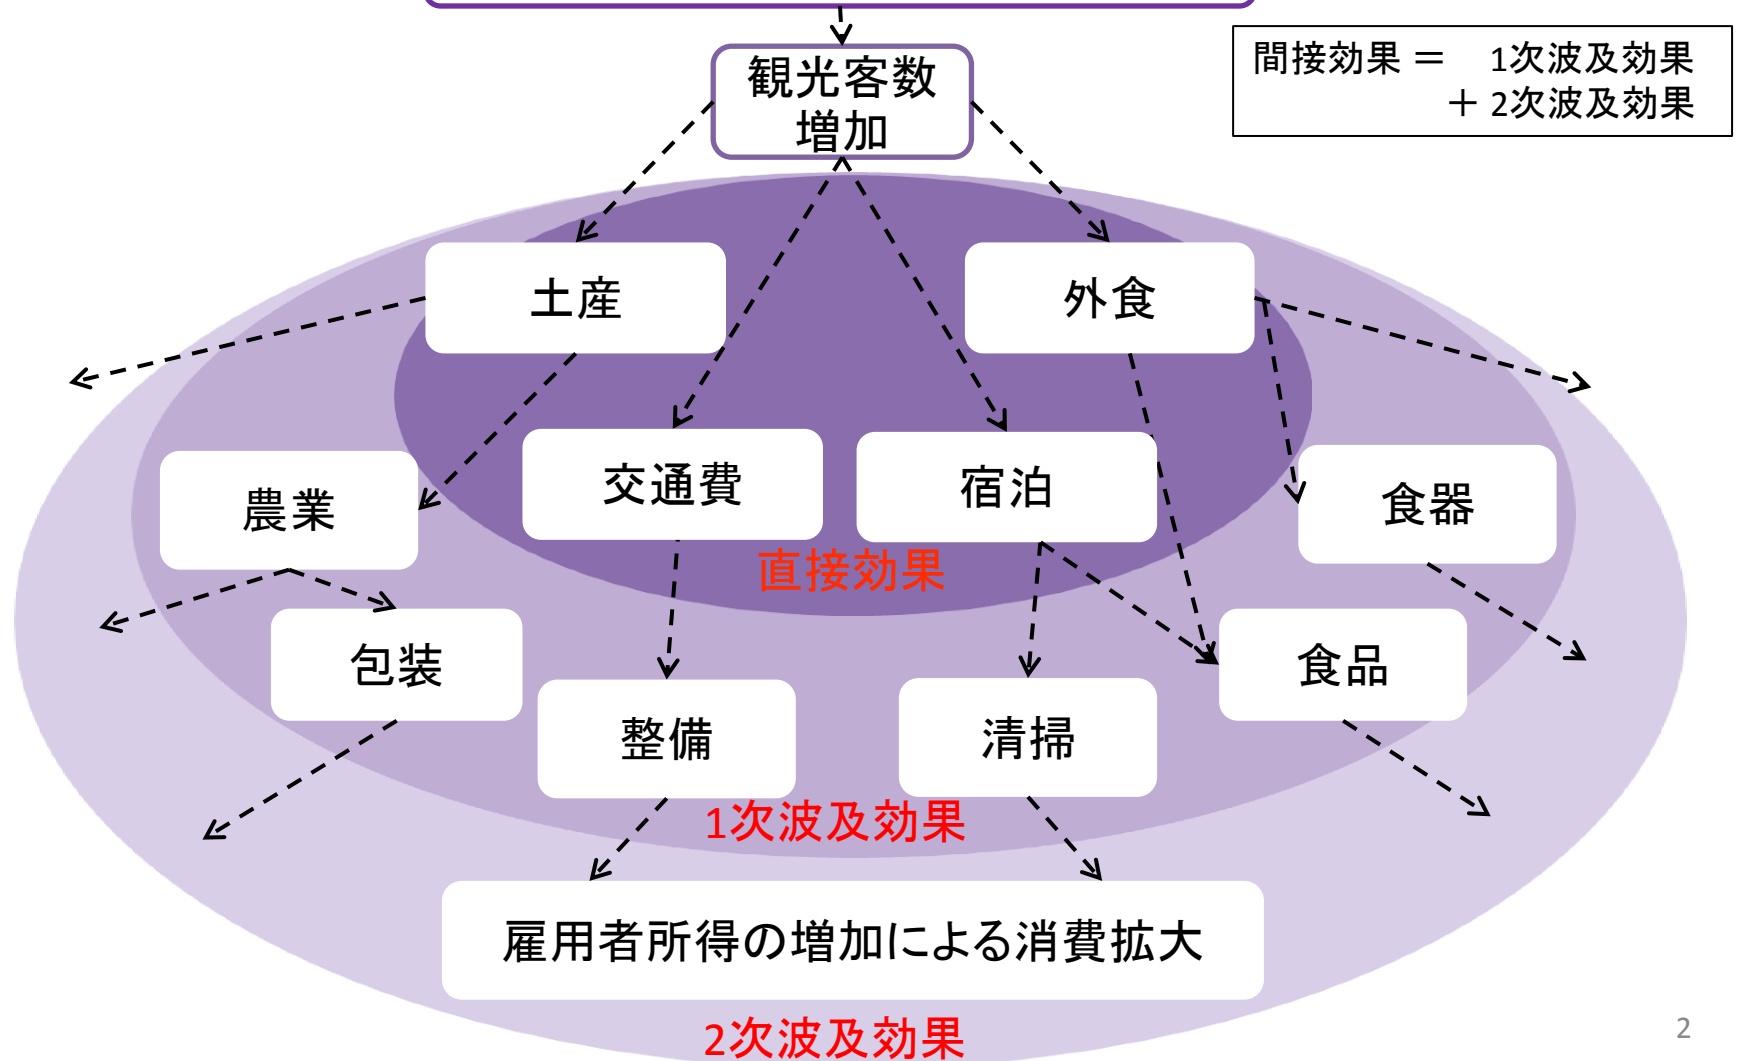 観光客数
増加
間接効果 ＝　1次波及効果
＋ 2次波及効果
土産
外食
交通費
宿泊
農業
食器
直接効果
包装
食品
整備
清掃
1次波及効果
雇用者所得の増加による消費拡大
2次波及効果
2